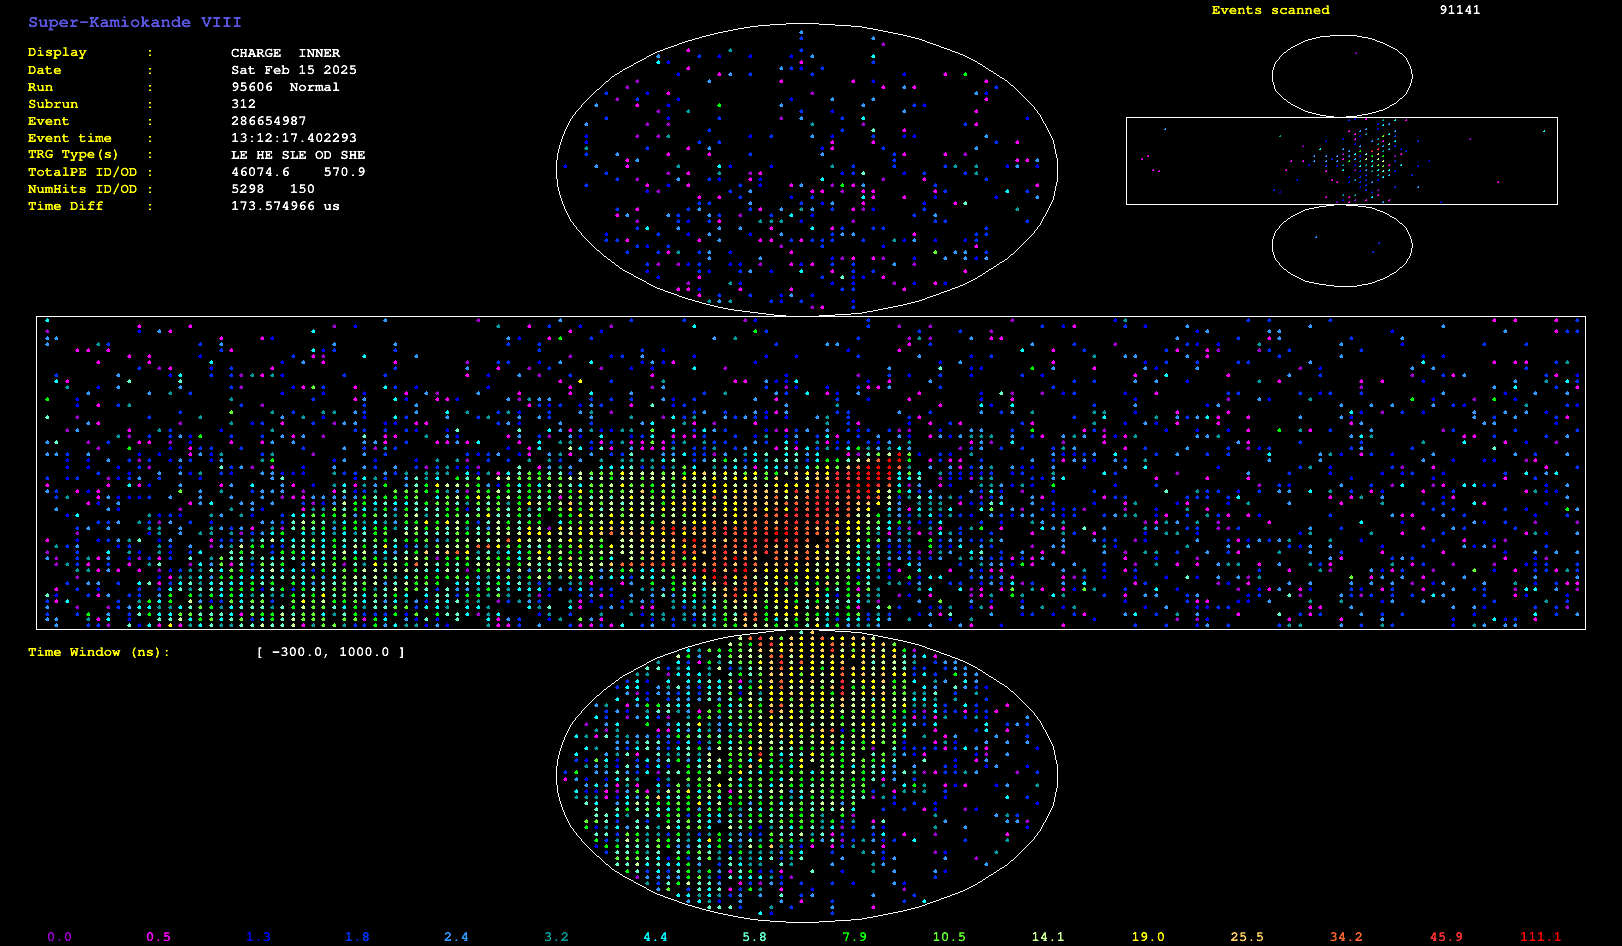 Super-Kamiokande VIII
Events scanned 91141
Display : CHARGE INNER
Date : Sat Feb 15 2025
Run : 95606 Normal
Subrun : 312
Event : 286654987
Event time : 13:12:17.402293
TRG Type(s) : LE HE SLE OD SHE
TotalPE ID/OD : 46074.6 570.9
NumHits ID/OD : 5298 150
Time Diff : 173.574966 us
Time Window (ns): [ -300.0, 1000.0 ]
0.0 0.5 1.3 1.8 2.4 3.2 4.4 5.8 7.9 10.5 14.1 19.0 25.5 34.2 45.9 111.1